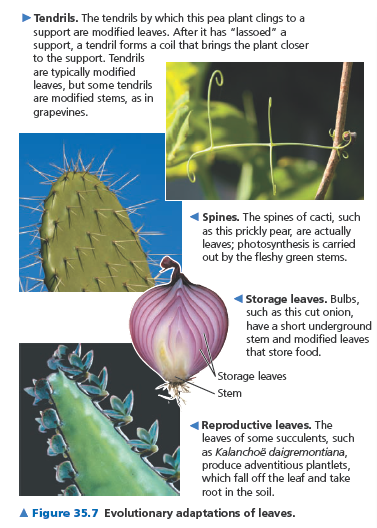 ▶ Tendrils. The tendrils by which this pea plant clings to a
support are modified leaves. After it has "lassoed" a
support, a tendril forms a coil that brings the plant closer
to the support. Tendrils
are typically modified
leaves, but some tendrils
are modified stems, as in
grapevines.
◀ Spines. The spines of cacti, such
as this prickly pear, are actually
leaves; photosynthesis is carried
out by the fleshy green stems.
◀ Storage leaves. Bulbs,
such as this cut onion,
have a short underground
stem and modified leaves
that store food.
Storage leaves
Stem
◀ Reproductive leaves. The
leaves of some succulents, such
as Kalanchoë daigremontiana,
produce adventitious plantlets,
which fall off the leaf and take
root in the soil.
▲ Figure 35.7 Evolutionary adaptations of leaves.